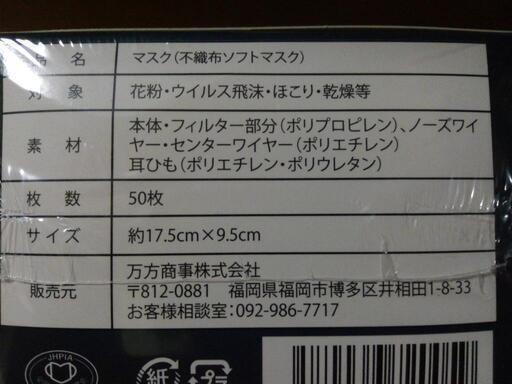 品名 マスク(不織布ソフトマスク)
対象 花粉・ウイルス飛沫・ほこり・乾燥等
素材 本体・フィルター部分(ポリプロピレン)、ノーズワイ
ヤー・センターワイヤー(ポリエチレン)
耳ひも(ポリエチレン・ポリウレタン)
枚数 50枚
サイズ 約17.5cm×9.5cm
販売元 万方商事株式会社
〒812-0881 福岡県福岡市博多区井相田1-8-33
お客様相談室:092-986-7717
JHPIA
紙 プラ